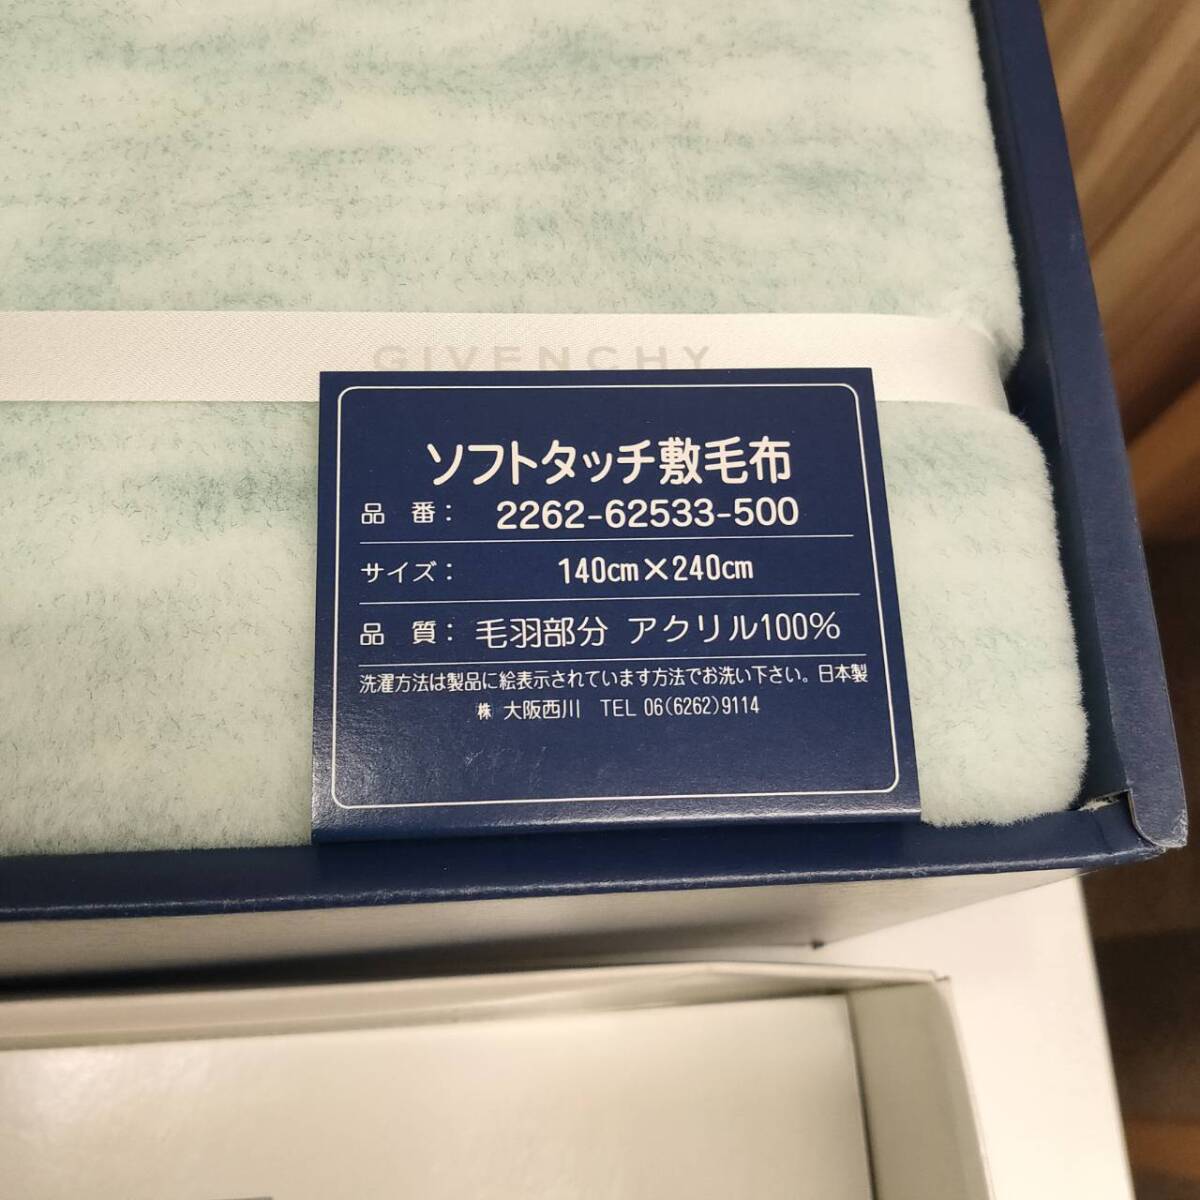 GIVENCHY
ソフトタッチ敷毛布
品 番： 2262-62533-500
サイズ： 140cm×240cm
品 質： 毛羽部分 アクリル100%
洗濯方法は製品に絵表示されています方法でお洗い下さい。日本製
㈱ 大阪西川 TEL 06(6262)9114